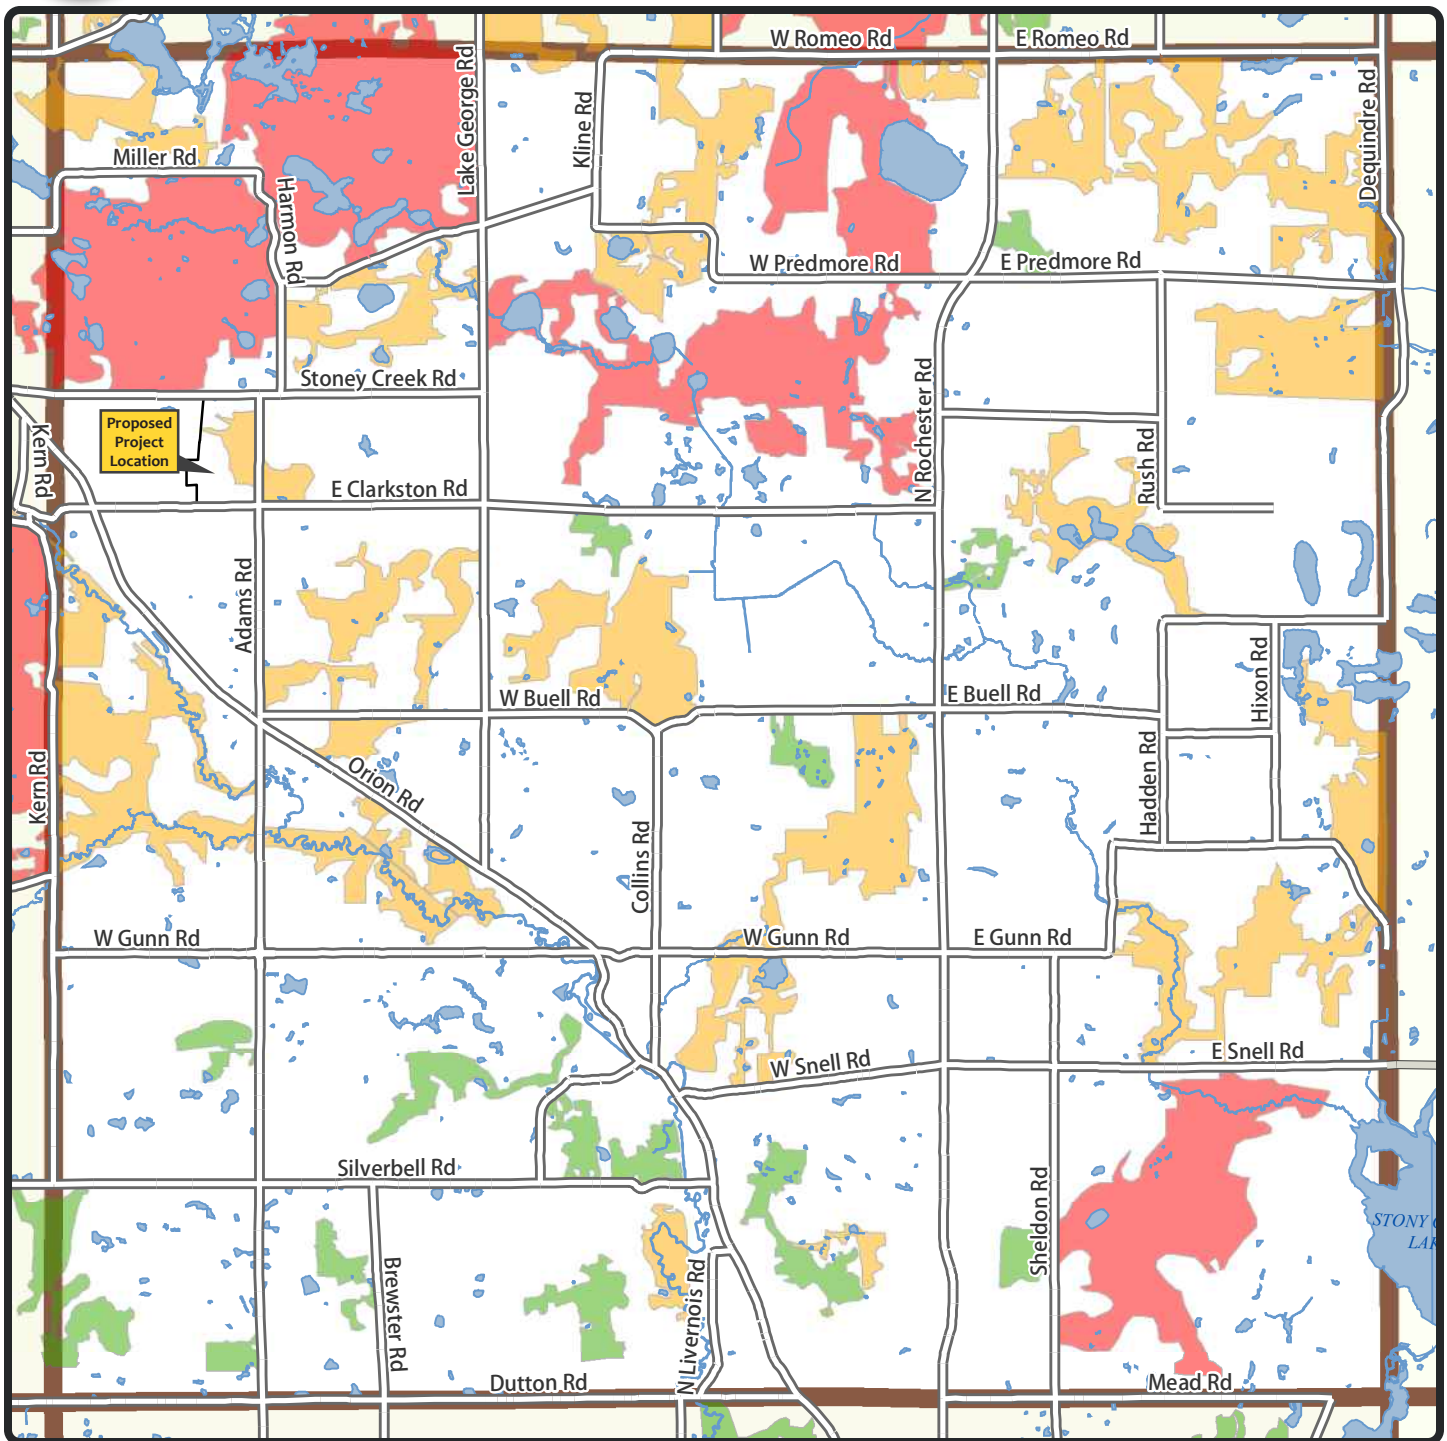 W Romeo Rd
E Romeo Rd
Lake George Rd
Kline Rd
Dequindre Rd
Miller Rd
Harmon Rd
W Predmore Rd
E Predmore Rd
Stoney Creek Rd
N Rochester Rd
Proposed
Project
Location
Kern Rd
Rush Rd
E Clarkston Rd
Adams Rd
Hixon Rd
W Buell Rd
E Buell Rd
Orion Rd
Kern Rd
Hadden Rd
Collins Rd
W Gunn Rd
W Gunn Rd
E Gunn Rd
E Snell Rd
W Snell Rd
Silverbell Rd
Sheldon Rd
STONY
LAK
Brewster Rd
N Livernois Rd
Dutton Rd
Mead Rd